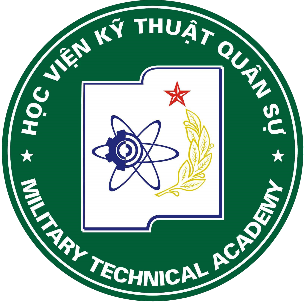 HỌC VIỆN KỸ THUẬT QUÂN SỰ
MILITARY TECHNICAL ACADEMY